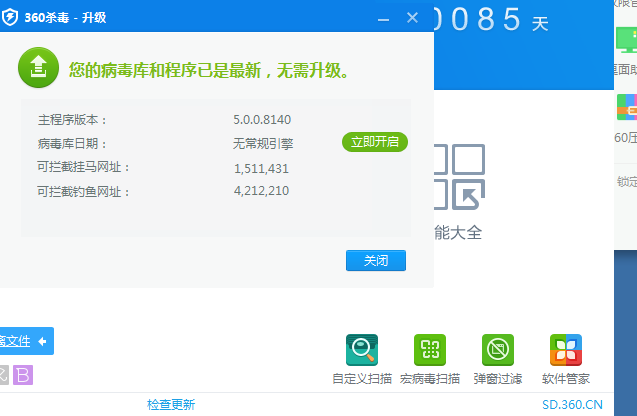 360杀毒 - 升级
0085 天
您的病毒库和程序已是最新，无需升级。
主程序版本： 5.0.0.8140
病毒库日期： 无常规引擎 立即开启
可拦截挂马网址： 1,511,431
可拦截钓鱼网址： 4,212,210
关闭
能大全
文件
B
自定义扫描 宏病毒扫描 弹窗过滤 软件管家
检查更新 SD.360.CN
面助
60压
锁定